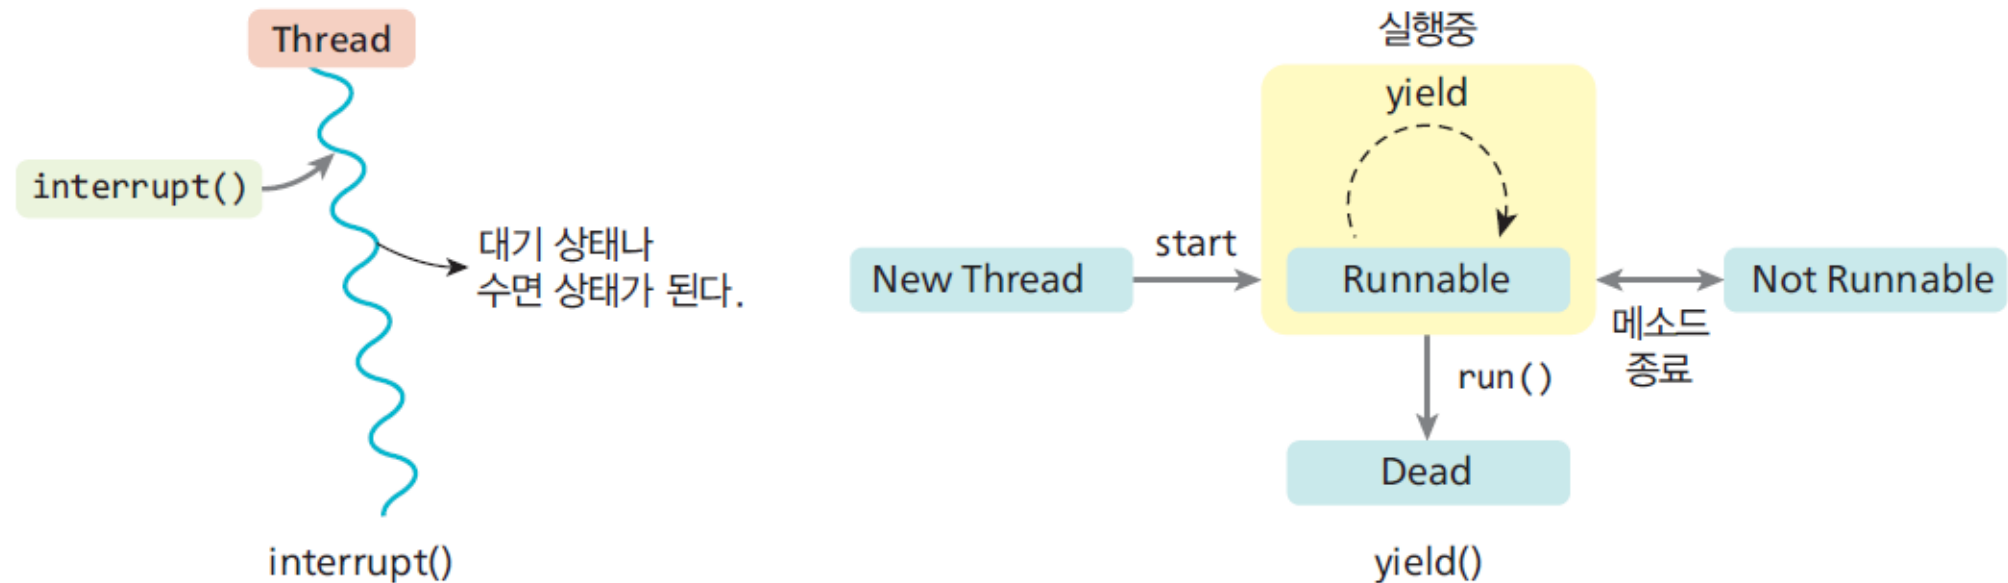 Thread
interrupt()
대기 상태나
수면 상태가 된다.
interrupt()
실행중
yield
New Thread
start
Runnable
Not Runnable
메소드
종료
run()
Dead
yield()